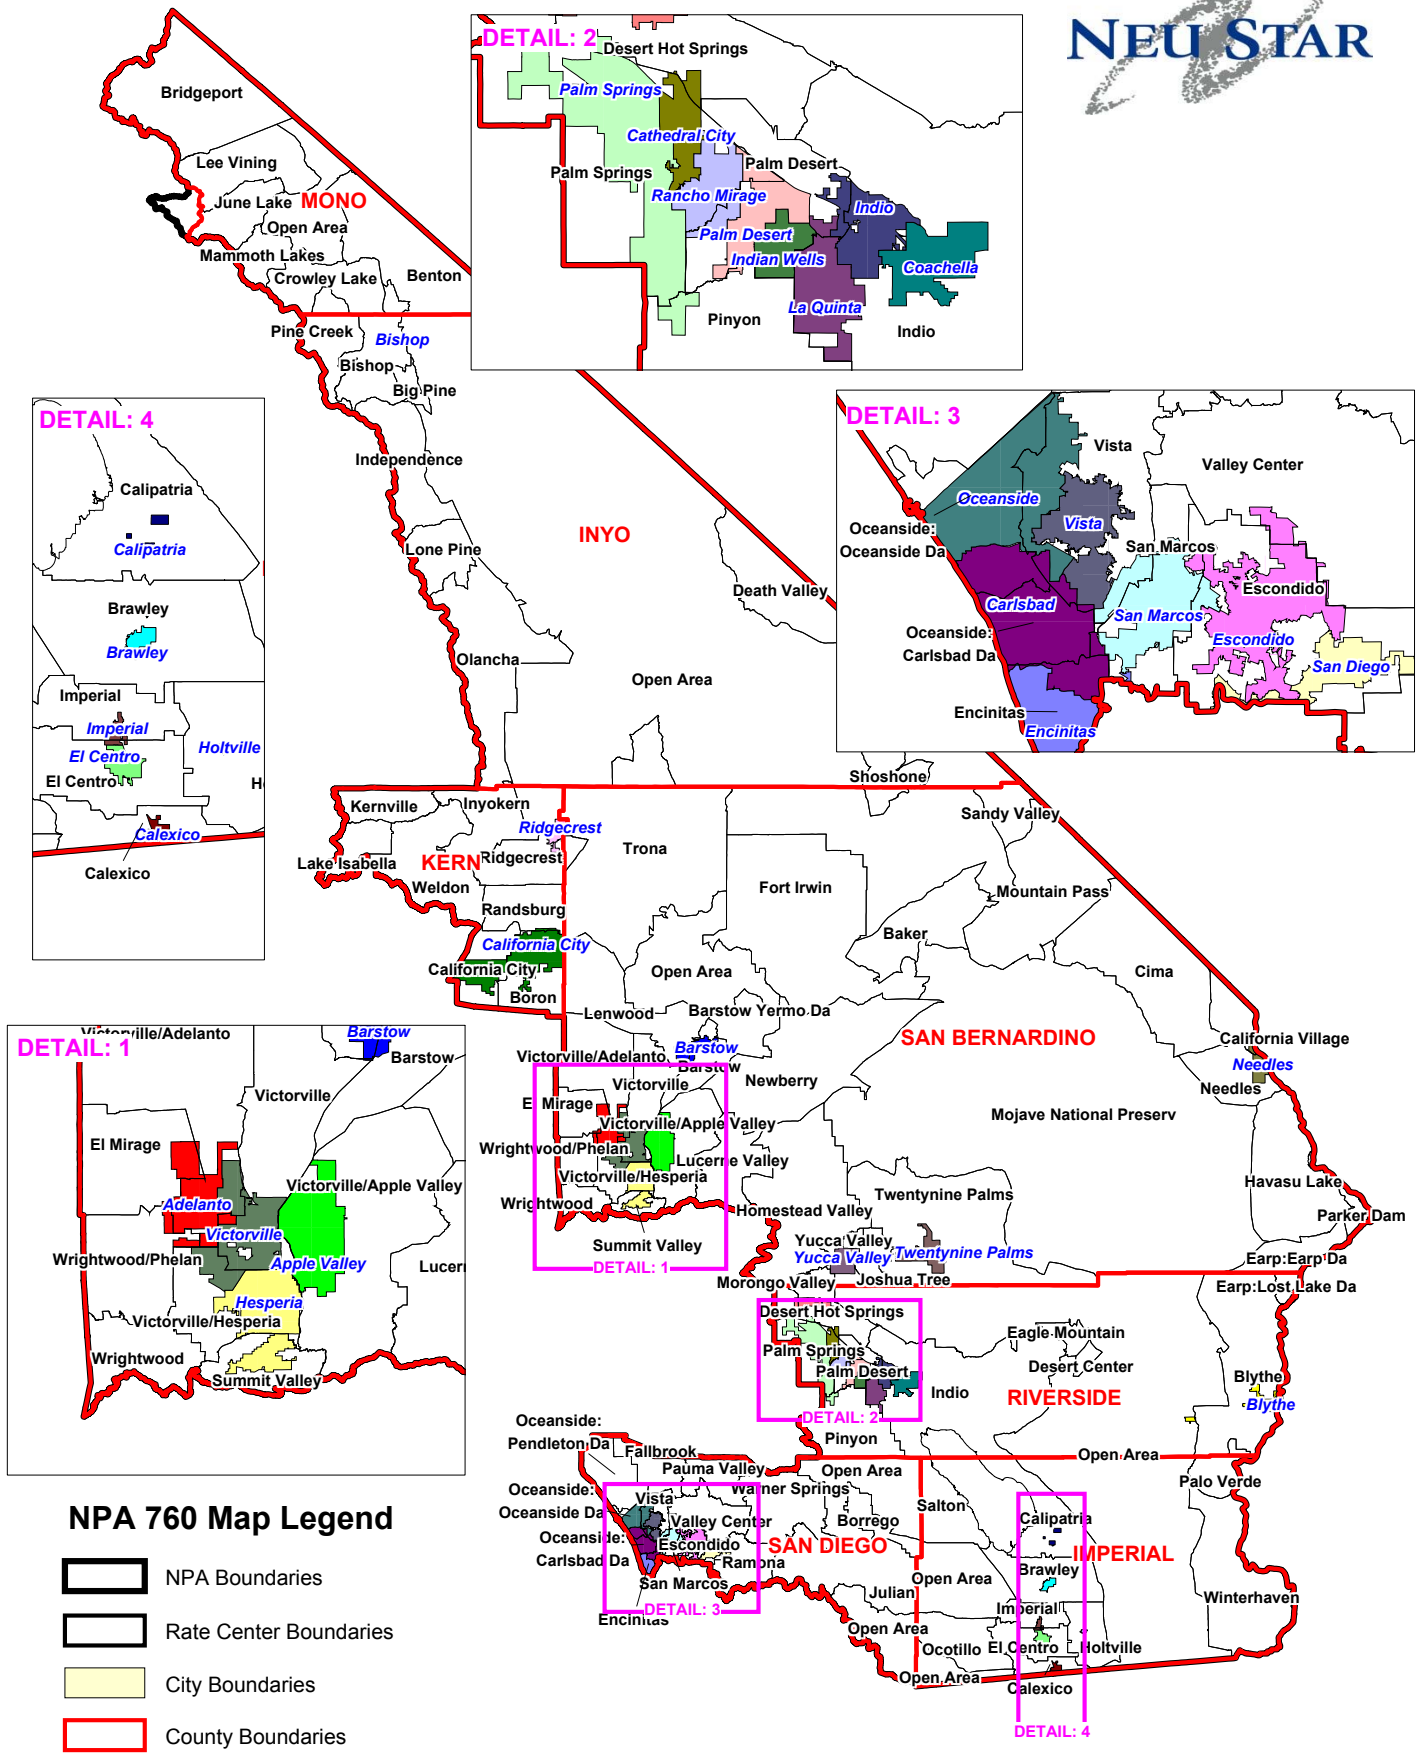 NEUSTAR
DETAIL: 2
Desert Hot Springs
Palm Springs
Cathedral City
Palm Desert
Palm Springs
Rancho Mirage
Indio
Palm Desert
Indian Wells
Coachella
La Quinta
Pinyon
Indio
Bridgeport
Lee Vining
June Lake
MONO
Open Area
Mammoth Lakes
Crowley Lake
Benton
Pine Creek
Bishop
Bishop
Big Pine
Independence
INYO
Lone Pine
Death Valley
Olancha
Open Area
Shoshone
DETAIL: 4
Calipatria
Calipatria
Brawley
Brawley
Imperial
Imperial
Holtville
El Centro
El Centro
Ho
Calexico
Calexico
DETAIL: 3
Vista
Valley Center
Oceanside
Oceanside:
Oceanside Da
Vista
San Marcos
Escondido
Carlsbad
San Marcos
Oceanside:
Carlsbad Da
Escondido
San Diego
Encinitas
Encinitas
Kernville
Inyokern
Sandy Valley
Ridgecrest
Trona
Lake Isabella
KERN
Ridgecrest
Weldon
Fort Irwin
Mountain Pass
Randsburg
Baker
California City
California City
Open Area
Cima
Boron
Lenwood
Barstow Yermo Da
SAN BERNARDINO
California Village
Victorville/Adelanto
Barstow
Barstow
Needles
Needles
Victorville
Newberry
El Mirage
Mojave National Preserv
Victorville/Apple Valley
Wrightwood/Phelan
Lucerne Valley
Victorville/Hesperia
Havasu Lake
Twentynine Palms
Wrightwood
Homestead Valley
Parker Dam
Summit Valley
Yucca Valley
Yucca Valley
Twentynine Palms
Earp:Earp Da
DETAIL: 1
Morongo Valley
Joshua Tree
Earp:Lost Lake Da
DETAIL: 1
Victorville/Adelanto
Barstow
Barstow
Victorville
El Mirage
Victorville/Apple Valley
Adelanto
Victorville
Wrightwood/Phelan
Apple Valley
Lucer
Hesperia
Victorville/Hesperia
Wrightwood
Summit Valley
Desert Hot Springs
Eagle Mountain
Palm Springs
Desert Center
Palm Desert
Indio
RIVERSIDE
Blythe
Blythe
DETAIL: 2
Pinyon
Open Area
Oceanside:
Pendleton Da
Fallbrook
Pauma Valley
Open Area
Warner Springs
Palo Verde
Oceanside:
Oceanside Da
Vista
Valley Center
Borrego
Salton
Calipatria
Oceanside:
Carlsbad Da
Escondido
SAN DIEGO
IMPERIAL
Ramona
Brawley
San Marcos
Open Area
Julian
Winterhaven
DETAIL: 3
Encinitas
Imperial
Open Area
Ocotillo
El Centro
Holtville
Open Area
Calexico
DETAIL: 4
NPA 760 Map Legend
NPA Boundaries
Rate Center Boundaries
City Boundaries
County Boundaries